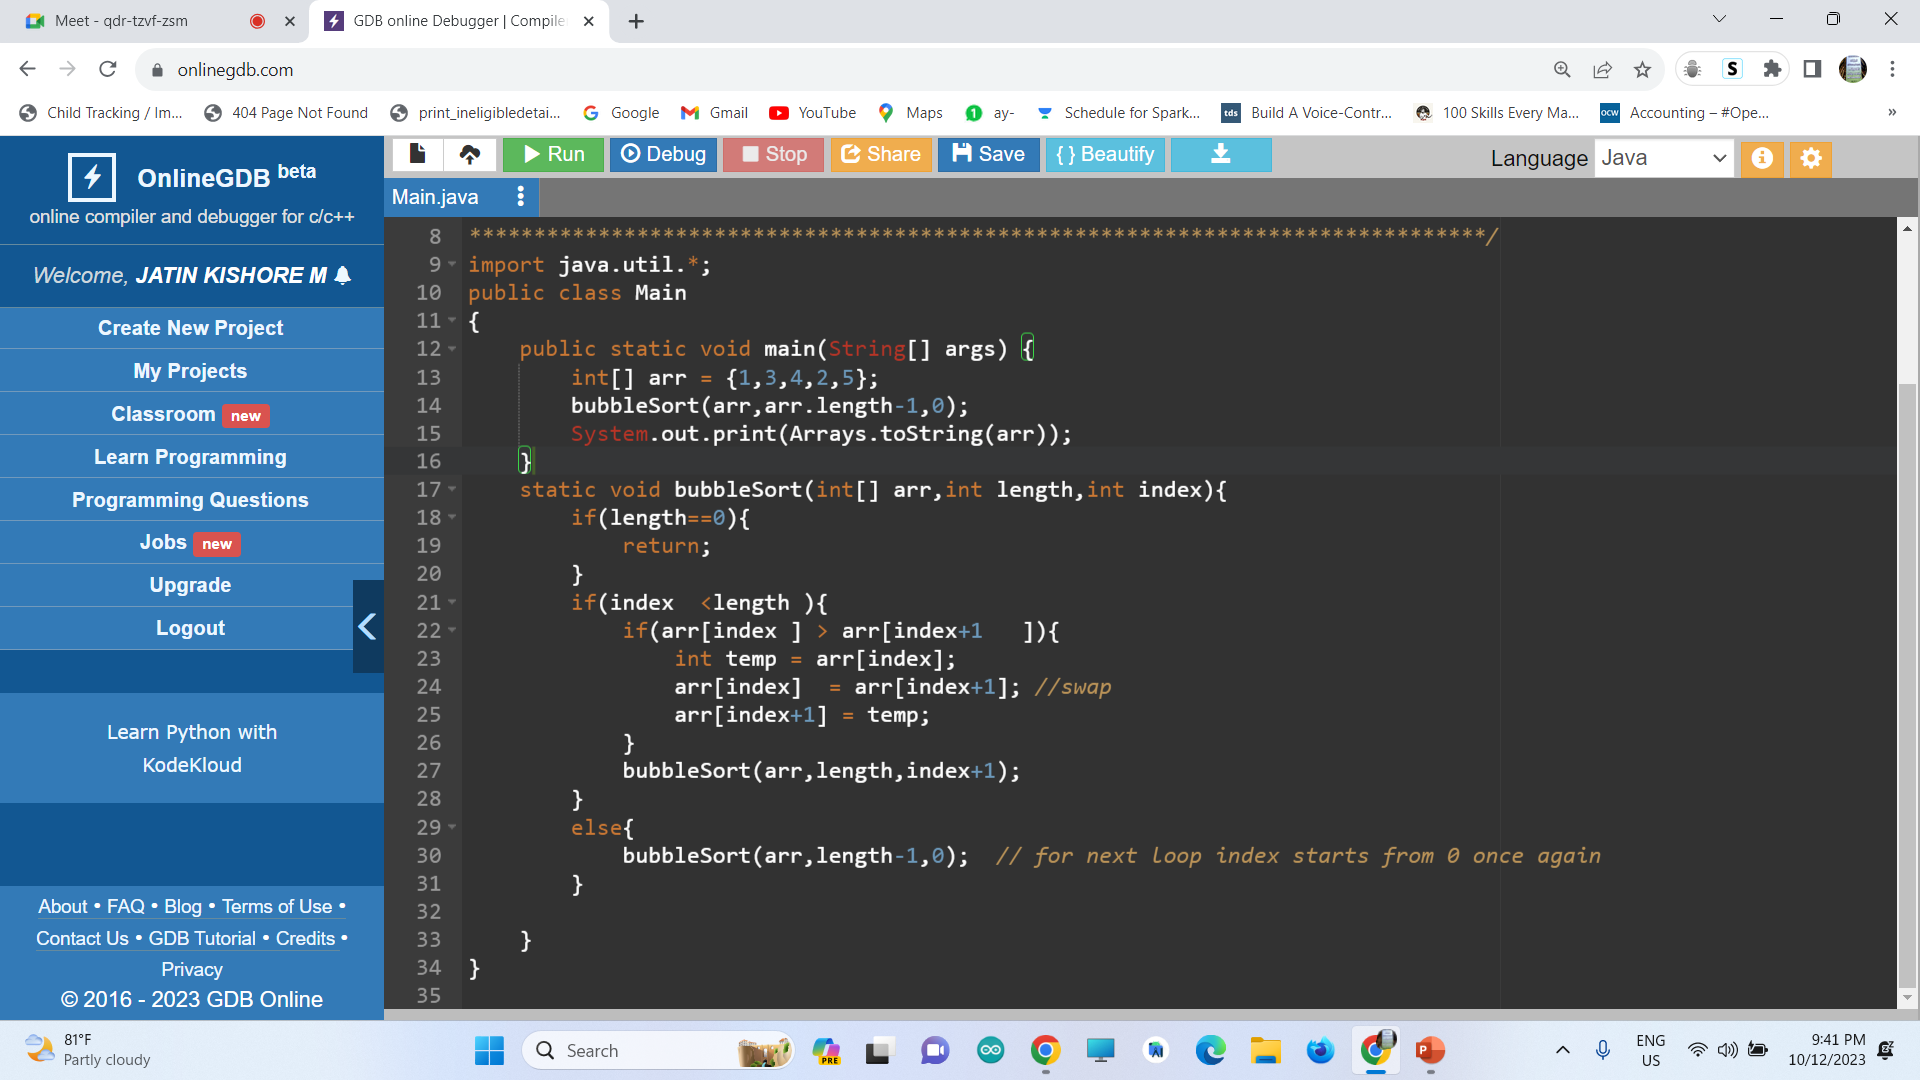 Meet - qdr-tzvf-zsm
GDB online Debugger | Compile
onlinegdb.com
S
Child Tracking / Im...
404 Page Not Found
print_ineligibledetai...
Google
Gmail
YouTube
Maps
ay-
Schedule for Spark...
tds Build A Voice-Contr...
100 Skills Every Ma...
OCW Accounting – #Ope...
»
OnlineGDB beta
online compiler and debugger for c/c++
Welcome, JATIN KISHORE M
Create New Project
My Projects
Classroom new
Learn Programming
Programming Questions
Jobs new
Upgrade
Logout
Learn Python with
KodeKloud
About • FAQ • Blog • Terms of Use •
Contact Us • GDB Tutorial • Credits •
Privacy
© 2016 - 2023 GDB Online
Run
Debug
Stop
Share
Save
{ } Beautify
Language Java
Main.java
8 *******************************************************************************/
9 import java.util.*;
10 public class Main
11 {
12 public static void main(String[] args) {
13 int[] arr = {1,3,4,2,5};
14 bubbleSort(arr,arr.length-1,0);
15 System.out.print(Arrays.toString(arr));
16 }
17 static void bubbleSort(int[] arr,int length,int index){
18 if(length==0){
19 return;
20 }
21 if(index  <length ){
22 if(arr[index ] > arr[index+1   ]){
23 int temp = arr[index];
24 arr[index]  = arr[index+1]; //swap
25 arr[index+1] = temp;
26 }
27 bubbleSort(arr,length,index+1);
28 }
29 else{
30 bubbleSort(arr,length-1,0);  // for next loop index starts from 0 once again
31 }
32
33 }
34 }
35
81°F
Partly cloudy
Search
PRE
ENG
US
9:41 PM
10/12/2023